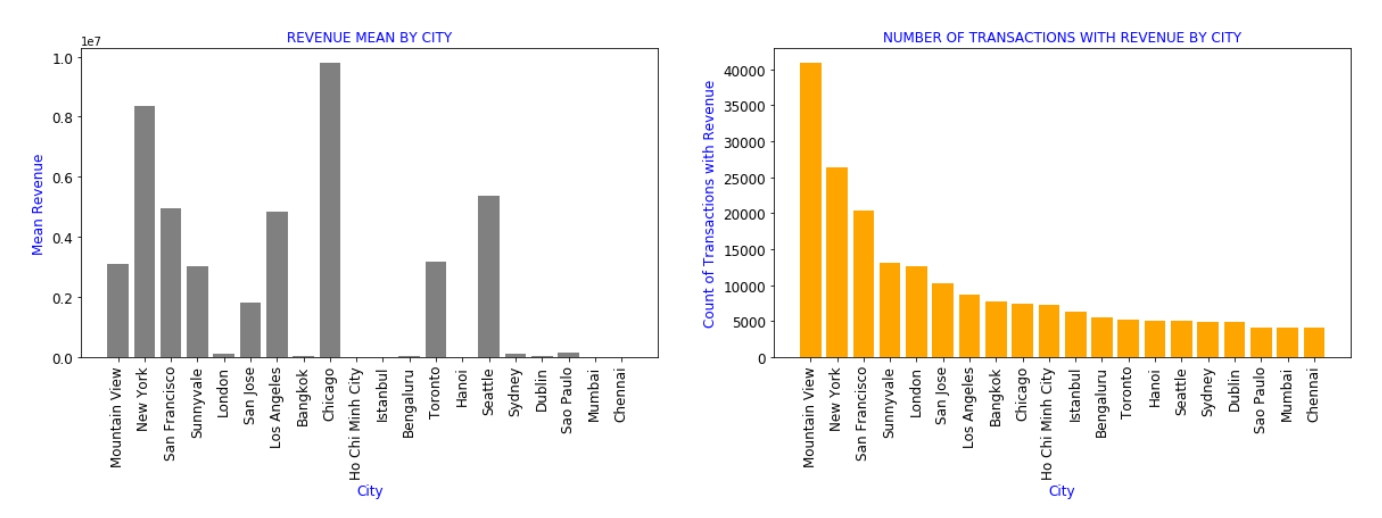 REVENUE MEAN BY CITY
1e7
1.0
0.8
0.6
0.4
0.2
0.0
Mean Revenue
Mountain View
New York
San Francisco
Sunnyvale
London
San Jose
Los Angeles
Bangkok
Chicago
Ho Chi Minh City
Istanbul
Bengaluru
Toronto
Hanoi
Seattle
Sydney
Dublin
Sao Paulo
Mumbai
Chennai
City
NUMBER OF TRANSACTIONS WITH REVENUE BY CITY
40000
35000
30000
25000
20000
15000
10000
5000
0
Count of Transactions with Revenue
Mountain View
New York
San Francisco
Sunnyvale
London
San Jose
Los Angeles
Bangkok
Chicago
Ho Chi Minh City
Istanbul
Bengaluru
Toronto
Hanoi
Seattle
Sydney
Dublin
Sao Paulo
Mumbai
Chennai
City